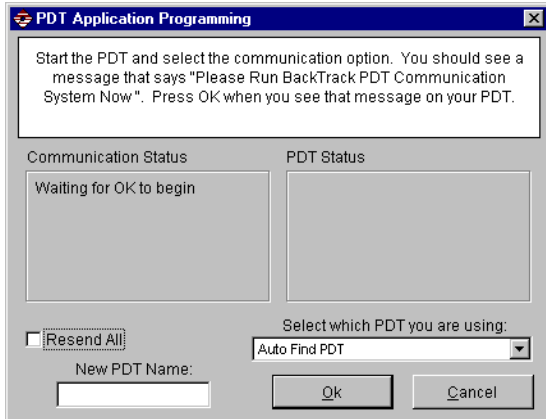 PDT Application Programming
Start the PDT and select the communication option. You should see a
message that says "Please Run BackTrack PDT Communication
System Now". Press OK when you see that message on your PDT.
Communication Status
PDT Status
Waiting for OK to begin
Resend All
Select which PDT you are using:
Auto Find PDT
New PDT Name:
Ok
Cancel